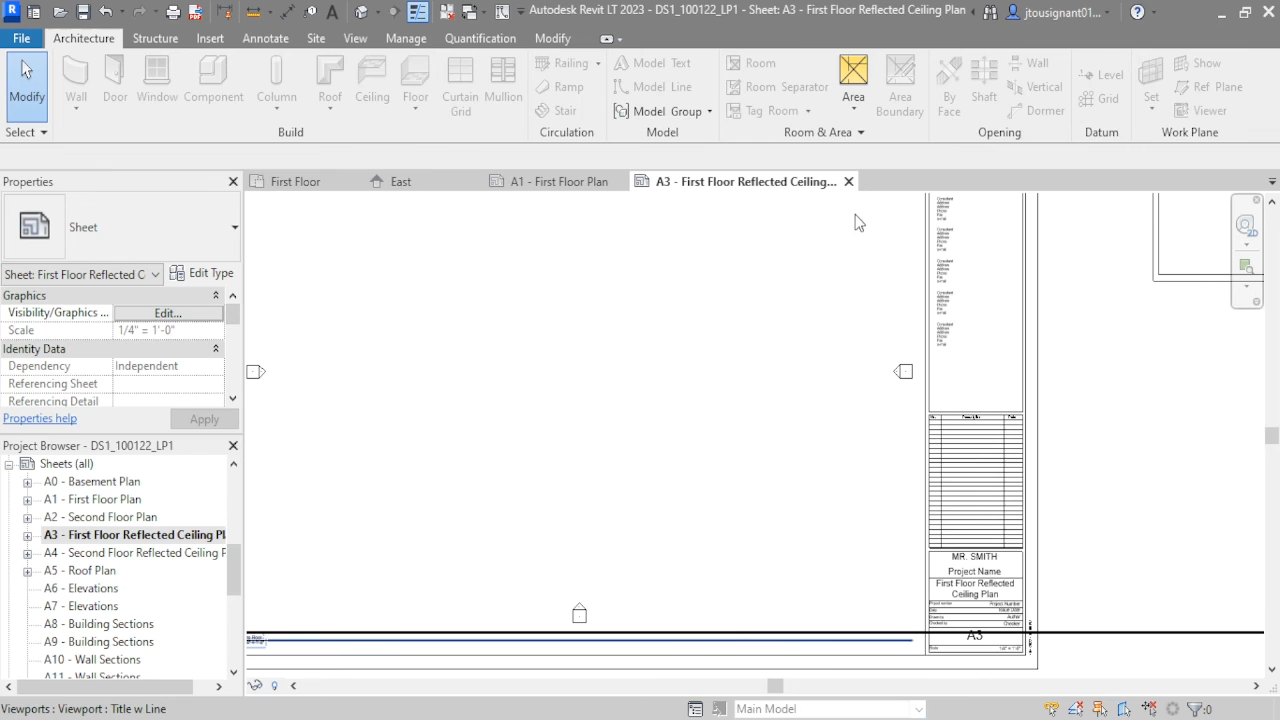 Autodesk Revit LT 2023 - DS1_100122_LP1 - Sheet: A3 - First Floor Reflected Ceiling Plan
jtousignant01...
File Architecture Structure Insert Annotate Site View Manage Quantification Modify
Modify
Wall
Door
Window
Component
Column
Roof
Ceiling
Floor
Curtain
Grid
Mullion
Railing
Ramp
Stair
Model Text
Model Line
Model Group
Room
Room Separator
Tag Room
Area
Area
Boundary
By
Face
Shaft
Wall
Vertical
Dormer
Level
Grid
Set
Show
Ref Plane
Viewer
Select
Build
Circulation
Model
Room & Area
Opening
Datum
Work Plane
Properties
First Floor
East
A1 - First Floor Plan
A3 - First Floor Reflected Ceiling...
Sheet
Sheet: First Floor Reflected C
Edit Type
Graphics
Visibility/Graphics ... Edit...
Scale 1/4" = 1'-0"
Identity Data
Dependency Independent
Referencing Sheet
Referencing Detail
Properties help
Apply
Project Browser - DS1_100122_LP1
Sheets (all)
A0 - Basement Plan
A1 - First Floor Plan
A2 - Second Floor Plan
A3 - First Floor Reflected Ceiling Pl
A4 - Second Floor Reflected Ceiling F
A5 - Roof Plan
A6 - Elevations
A7 - Elevations
A8 - Building Sections
A9 - Building Sections
A10 - Wall Sections
A11 - Wall Sections
2D
MR. SMITH
Project Name
First Floor Reflected
Ceiling Plan
Project Number
A3
Viewports : Viewport : Title w Line
Main Model
:0